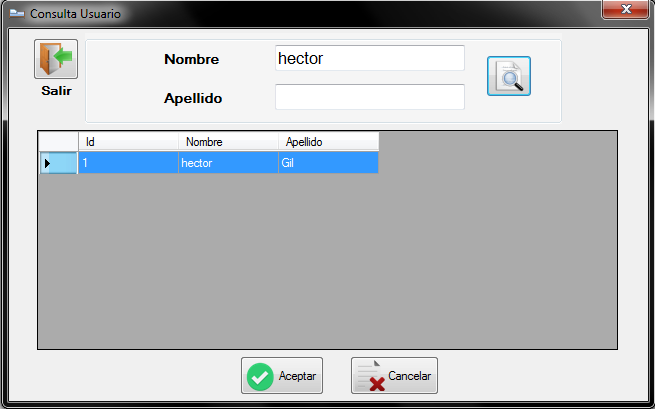 Consulta Usuario
Nombre
hector
Salir
Apellido
Id Nombre Apellido
1 hector Gil
Aceptar
Cancelar